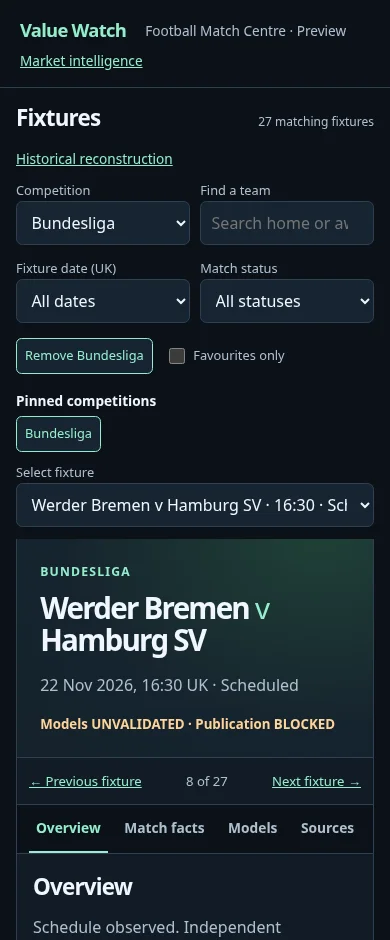 Value Watch Football Match Centre · Preview
Market intelligence
Fixtures 27 matching fixtures
Historical reconstruction
Competition Find a team
Bundesliga Search home or av
Fixture date (UK) Match status
All dates All statuses
Remove Bundesliga Favourites only
Pinned competitions
Bundesliga
Select fixture
Werder Bremen v Hamburg SV · 16:30 · Scl
BUNDESLIGA
Werder Bremen v
Hamburg SV
22 Nov 2026, 16:30 UK · Scheduled
Models UNVALIDATED · Publication BLOCKED
← Previous fixture 8 of 27 Next fixture →
Overview Match facts Models Sources
Overview
Schedule observed. Independent